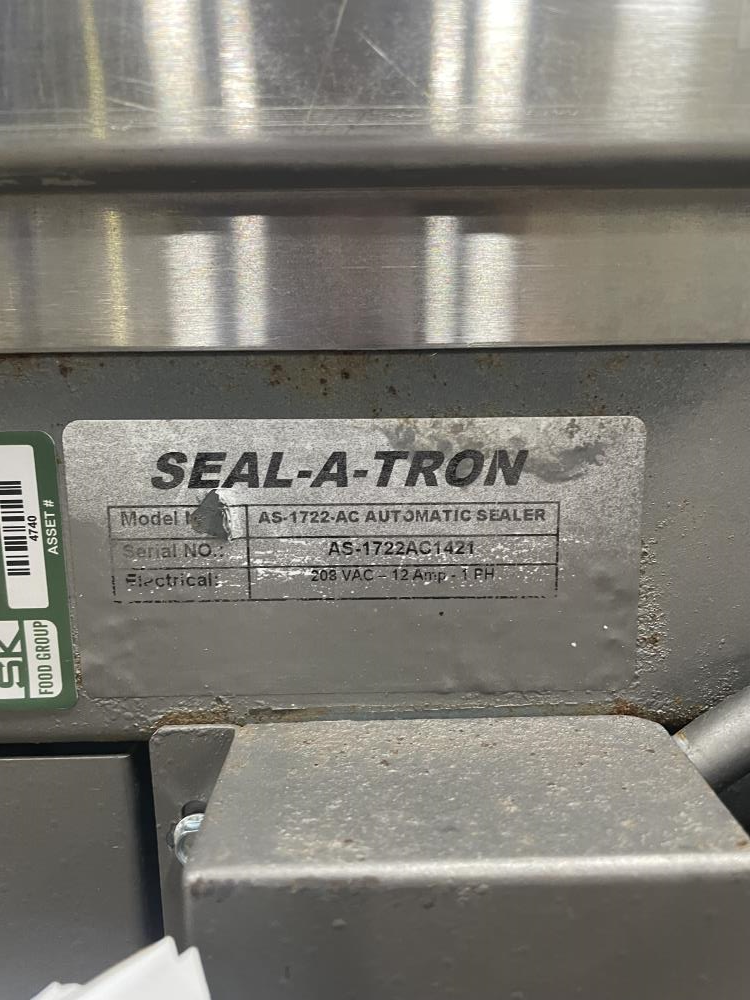 SEAL-A-TRON
Model
AS-1722-AC AUTOMATIC SEALER
Serial NO.:
AS-1722AC1421
Electrical:
208 VAC - 12 Amp - 1 PH
4740
ASSET #
SK
FOOD GROUP